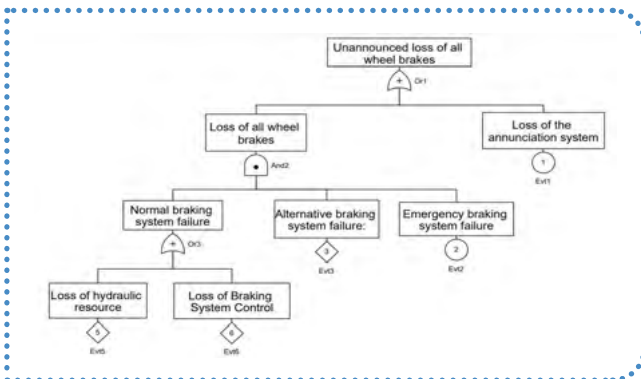 Unannounced loss of all
wheel brakes
+
Or1
Loss of all wheel
brakes
Loss of the
annunciation system
And2
1
Evt1
Normal braking
system failure
Alternative braking
system failure:
Emergency braking
system failure
+
Or3
3
Evt3
2
Evt2
Loss of hydraulic
resource
Loss of Braking
System Control
5
Evt5
6
Evt6